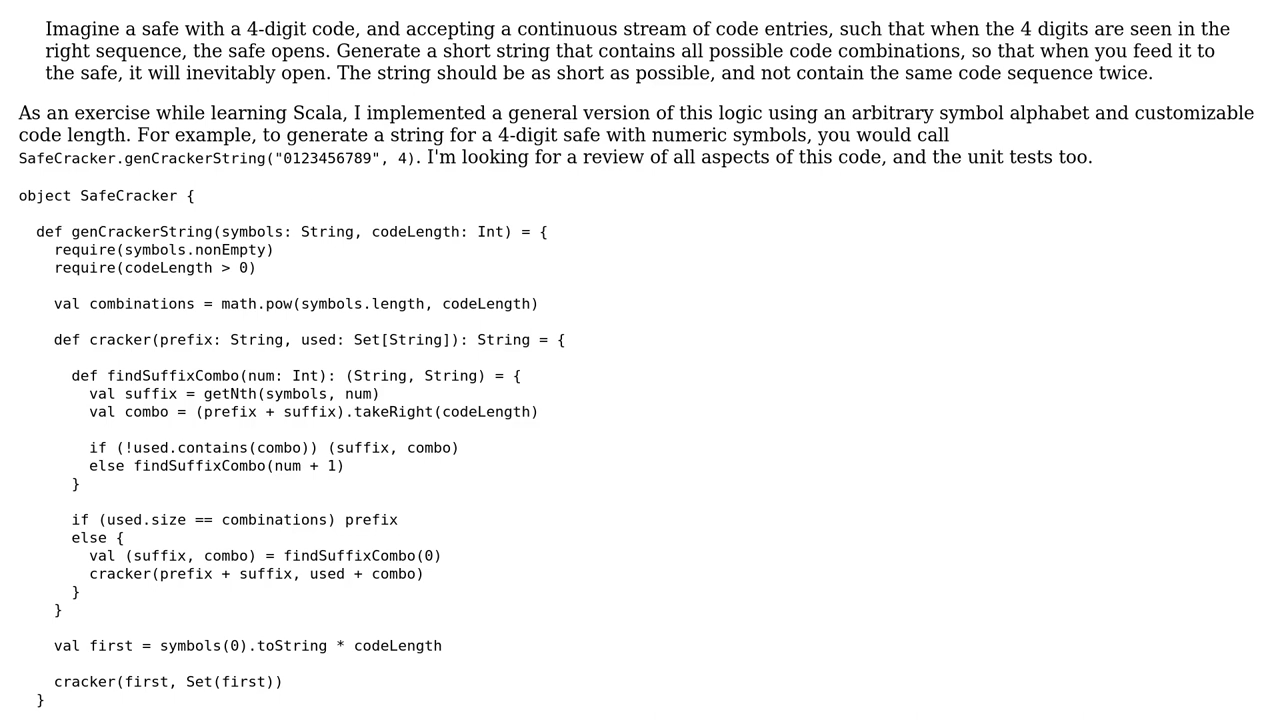 Imagine a safe with a 4-digit code, and accepting a continuous stream of code entries, such that when the 4 digits are seen in the
right sequence, the safe opens. Generate a short string that contains all possible code combinations, so that when you feed it to
the safe, it will inevitably open. The string should be as short as possible, and not contain the same code sequence twice.
As an exercise while learning Scala, I implemented a general version of this logic using an arbitrary symbol alphabet and customizable
code length. For example, to generate a string for a 4-digit safe with numeric symbols, you would call
SafeCracker.genCrackerString("0123456789", 4). I'm looking for a review of all aspects of this code, and the unit tests too.
object SafeCracker {
  def genCrackerString(symbols: String, codeLength: Int) = {
    require(symbols.nonEmpty)
    require(codeLength > 0)
    val combinations = math.pow(symbols.length, codeLength)
    def cracker(prefix: String, used: Set[String]): String = {
      def findSuffixCombo(num: Int): (String, String) = {
        val suffix = getNth(symbols, num)
        val combo = (prefix + suffix).takeRight(codeLength)
        if (!used.contains(combo)) (suffix, combo)
        else findSuffixCombo(num + 1)
      }
      if (used.size == combinations) prefix
      else {
        val (suffix, combo) = findSuffixCombo(0)
        cracker(prefix + suffix, used + combo)
      }
    }
    val first = symbols(0).toString * codeLength
    cracker(first, Set(first))
  }